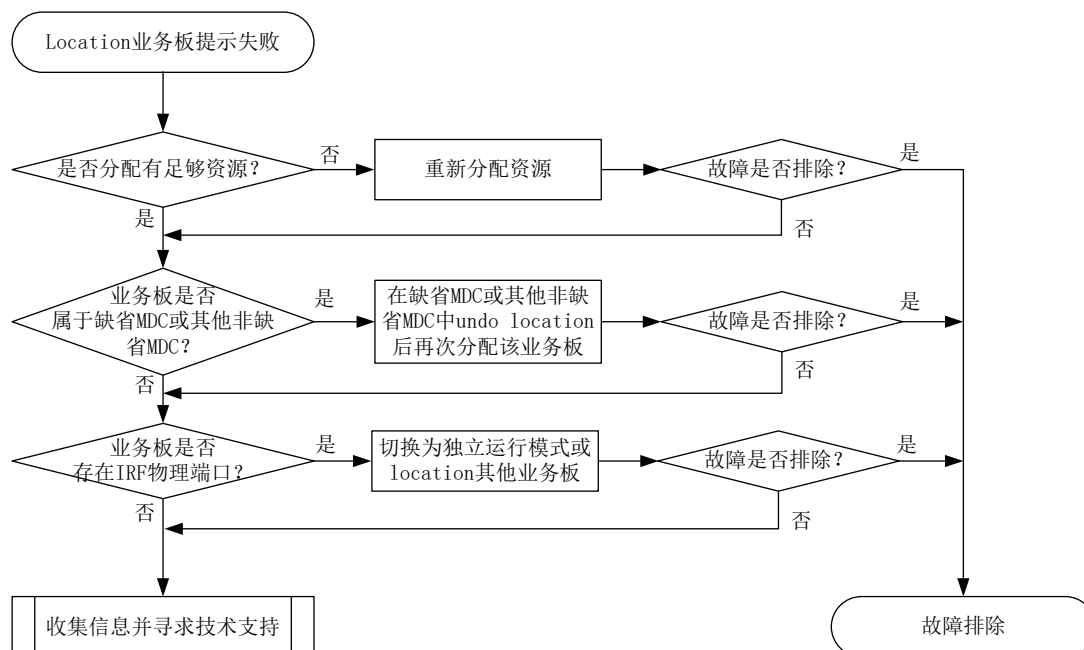 Location业务板提示失败
是否分配有足够资源?
否
重新分配资源
故障是否排除?
是
是
否
业务板是否
属于缺省MDC或其他非缺
省MDC?
是
在缺省MDC或其他非缺
省MDC中undo location
后再次分配该业务板
故障是否排除?
是
否
否
业务板是否
存在IRF物理端口?
是
切换为独立运行模式或
location其他业务板
故障是否排除?
是
否
否
收集信息并寻求技术支持
故障排除